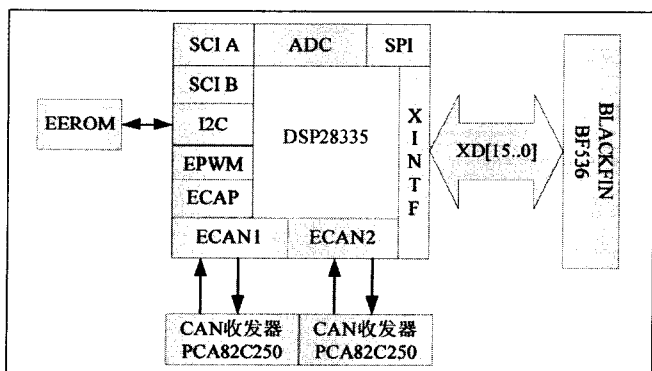 SCI A
ADC
SPI
SCI B
EEROM
I2C
DSP28335
XINTF
XD[15..0]
BLACKFIN
BF536
EPWM
ECAP
ECAN1
ECAN2
CAN收发器
PCA82C250
CAN收发器
PCA82C250